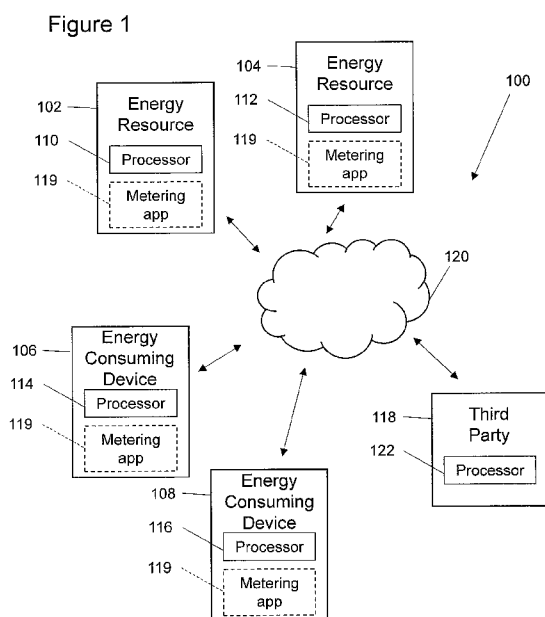 Figure 1
104
Energy
Resource
112
Processor
119
Metering
app
100
102
Energy
Resource
110
Processor
119
Metering
app
120
106
Energy
Consuming
Device
114
Processor
119
Metering
app
118
Third
Party
122
Processor
108
Energy
Consuming
Device
116
Processor
119
Metering
app